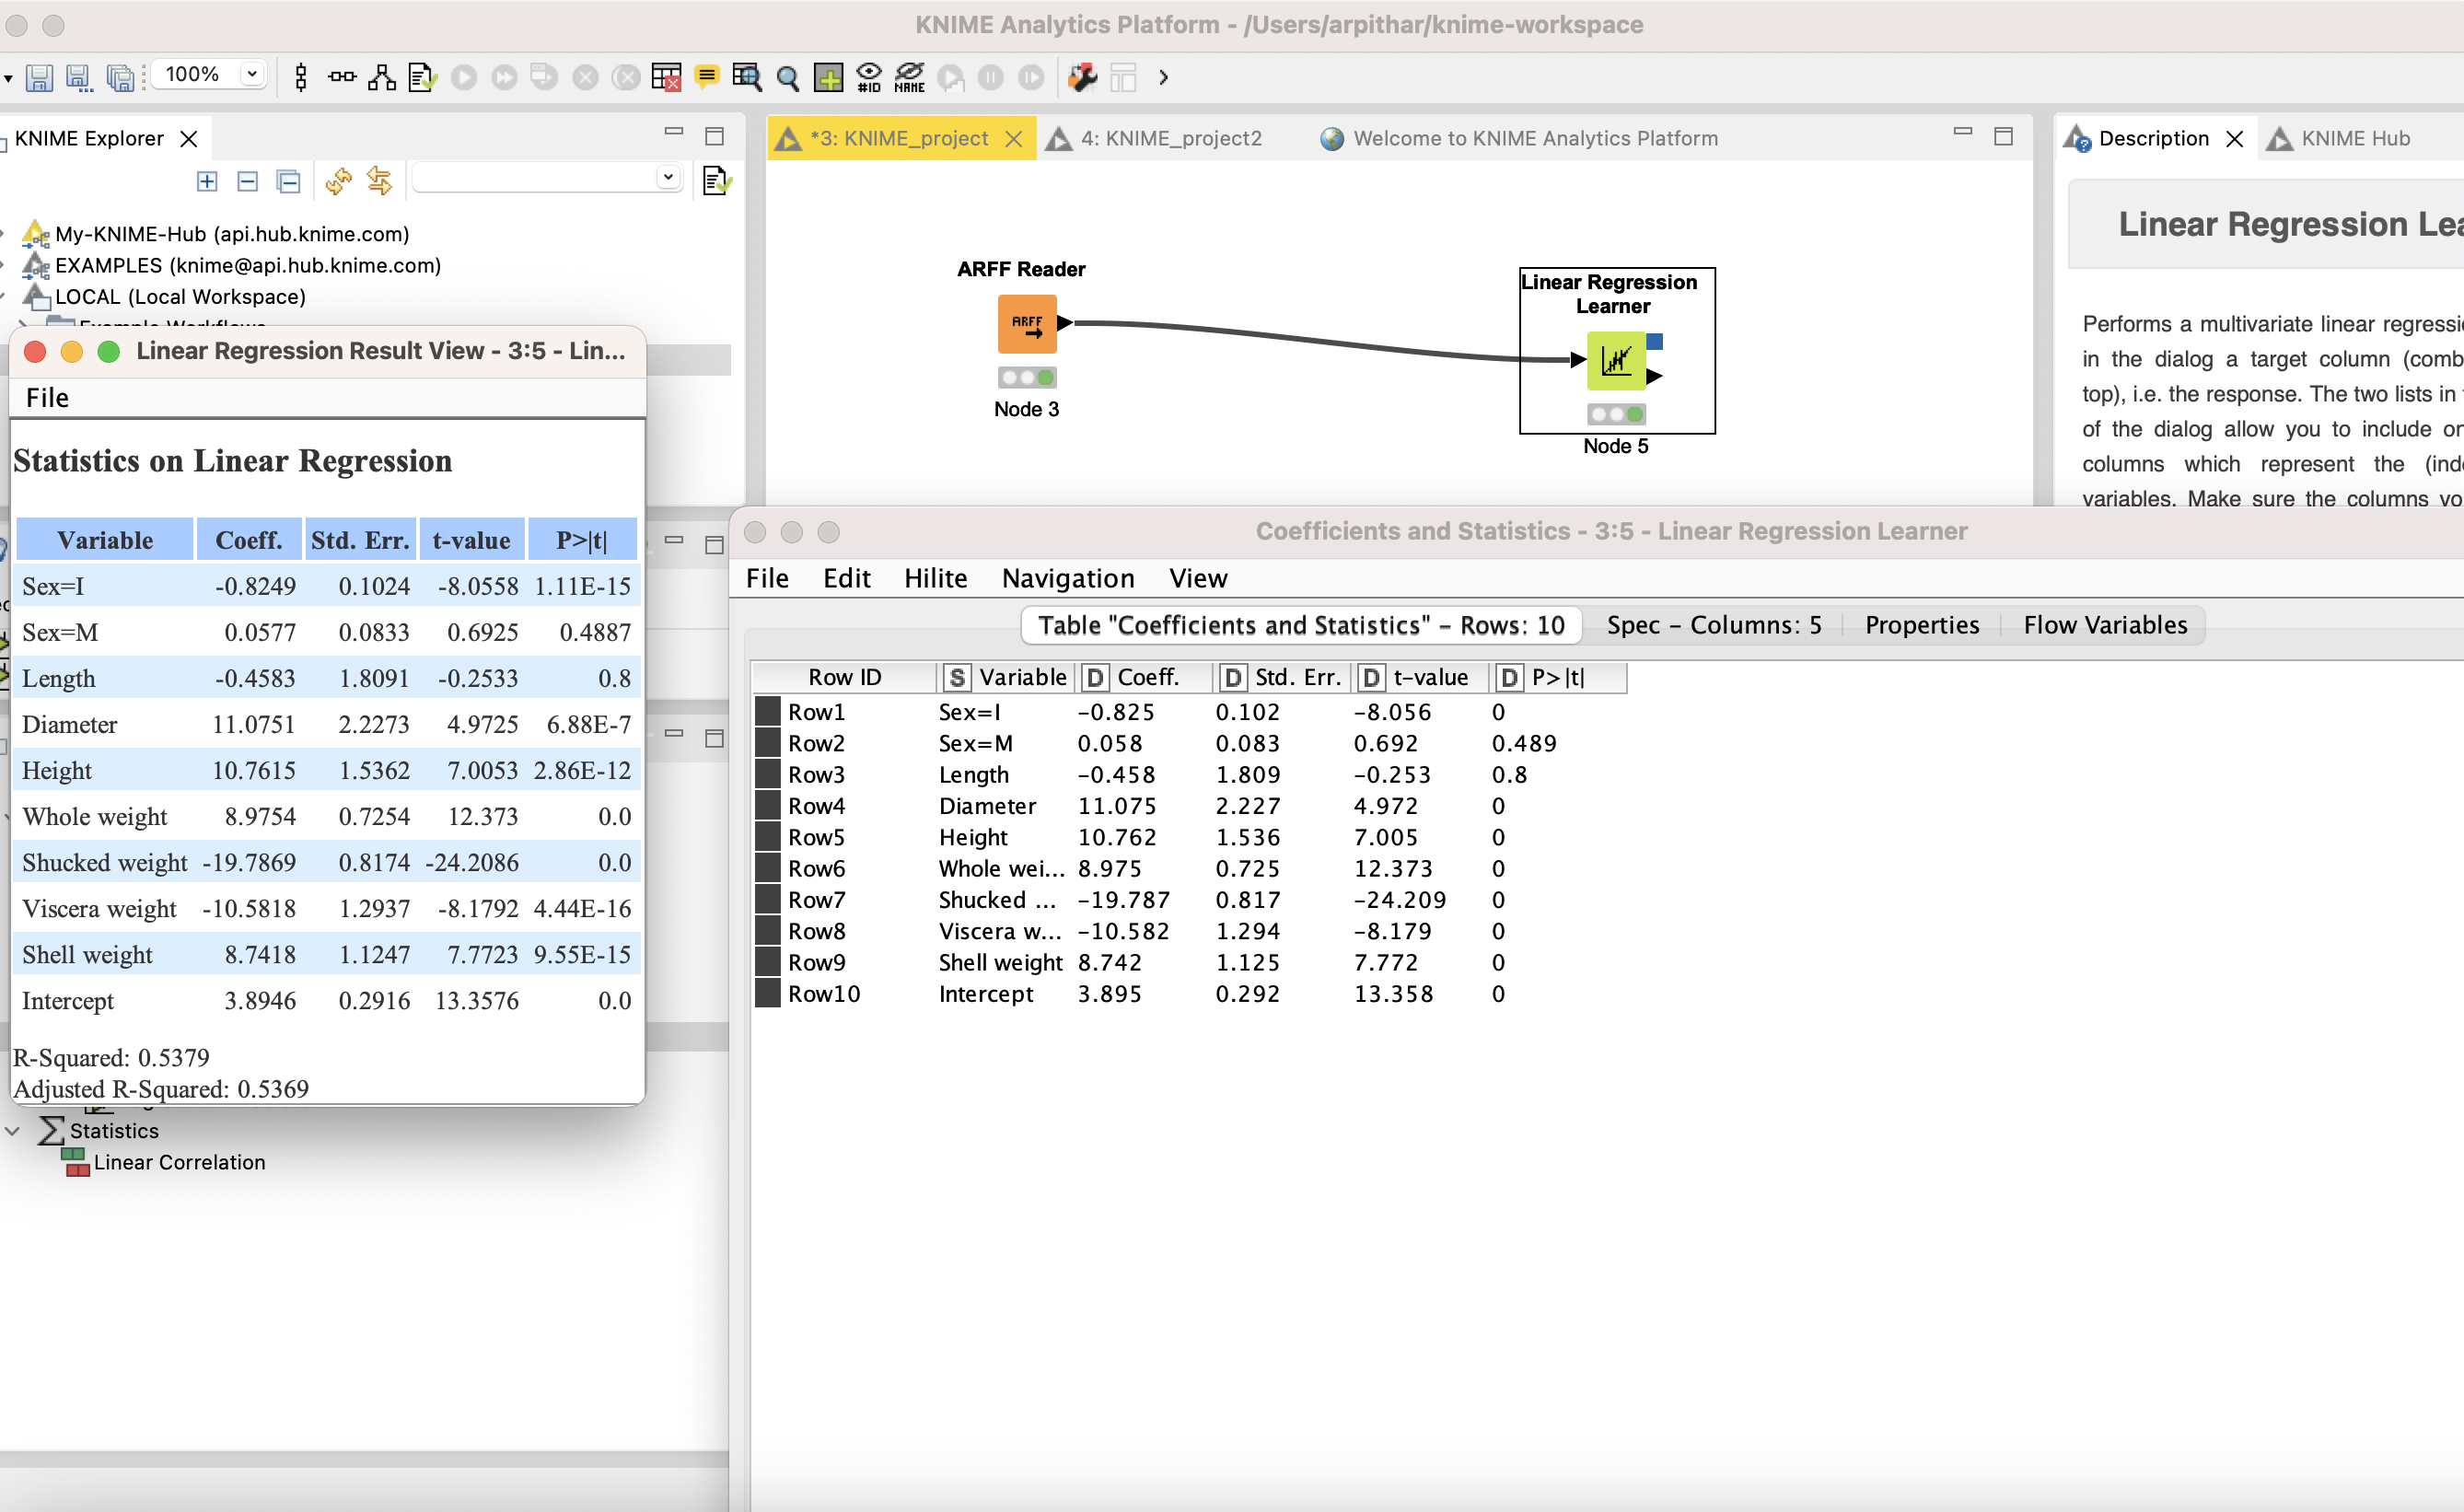 KNIME Analytics Platform - /Users/arpithar/knime-workspace
100%
#ID
NAME
KNIME Explorer
*3: KNIME_project
4: KNIME_project2
Welcome to KNIME Analytics Platform
Description
KNIME Hub
My-KNIME-Hub (api.hub.knime.com)
EXAMPLES (knime@api.hub.knime.com)
LOCAL (Local Workspace)
ARFF Reader
ARFF
Node 3
Linear Regression
Learner
Node 5
Linear Regression
Performs a multivariate linear
in the dialog a target column
top), i.e. the response. The two lists in
of the dialog allow you to include
columns which represent the
variables. Make sure the columns
Linear Regression Result View - 3:5 - Lin...
File
Statistics on Linear Regression
Variable Coeff. Std. Err. t-value P>|t|
Sex=I -0.8249 0.1024 -8.0558 1.11E-15
Sex=M 0.0577 0.0833 0.6925 0.4887
Length -0.4583 1.8091 -0.2533 0.8
Diameter 11.0751 2.2273 4.9725 6.88E-7
Height 10.7615 1.5362 7.0053 2.86E-12
Whole weight 8.9754 0.7254 12.373 0.0
Shucked weight -19.7869 0.8174 -24.2086 0.0
Viscera weight -10.5818 1.2937 -8.1792 4.44E-16
Shell weight 8.7418 1.1247 7.7723 9.55E-15
Intercept 3.8946 0.2916 13.3576 0.0
R-Squared: 0.5379
Adjusted R-Squared: 0.5369
Statistics
Linear Correlation
Coefficients and Statistics - 3:5 - Linear Regression Learner
File Edit Hilite Navigation View
Table "Coefficients and Statistics" – Rows: 10 Spec – Columns: 5 Properties Flow Variables
Row ID S Variable D Coeff. D Std. Err. D t-value D P>|t|
Row1 Sex=I -0.825 0.102 -8.056 0
Row2 Sex=M 0.058 0.083 0.692 0.489
Row3 Length -0.458 1.809 -0.253 0.8
Row4 Diameter 11.075 2.227 4.972 0
Row5 Height 10.762 1.536 7.005 0
Row6 Whole wei... 8.975 0.725 12.373 0
Row7 Shucked ... -19.787 0.817 -24.209 0
Row8 Viscera w... -10.582 1.294 -8.179 0
Row9 Shell weight 8.742 1.125 7.772 0
Row10 Intercept 3.895 0.292 13.358 0